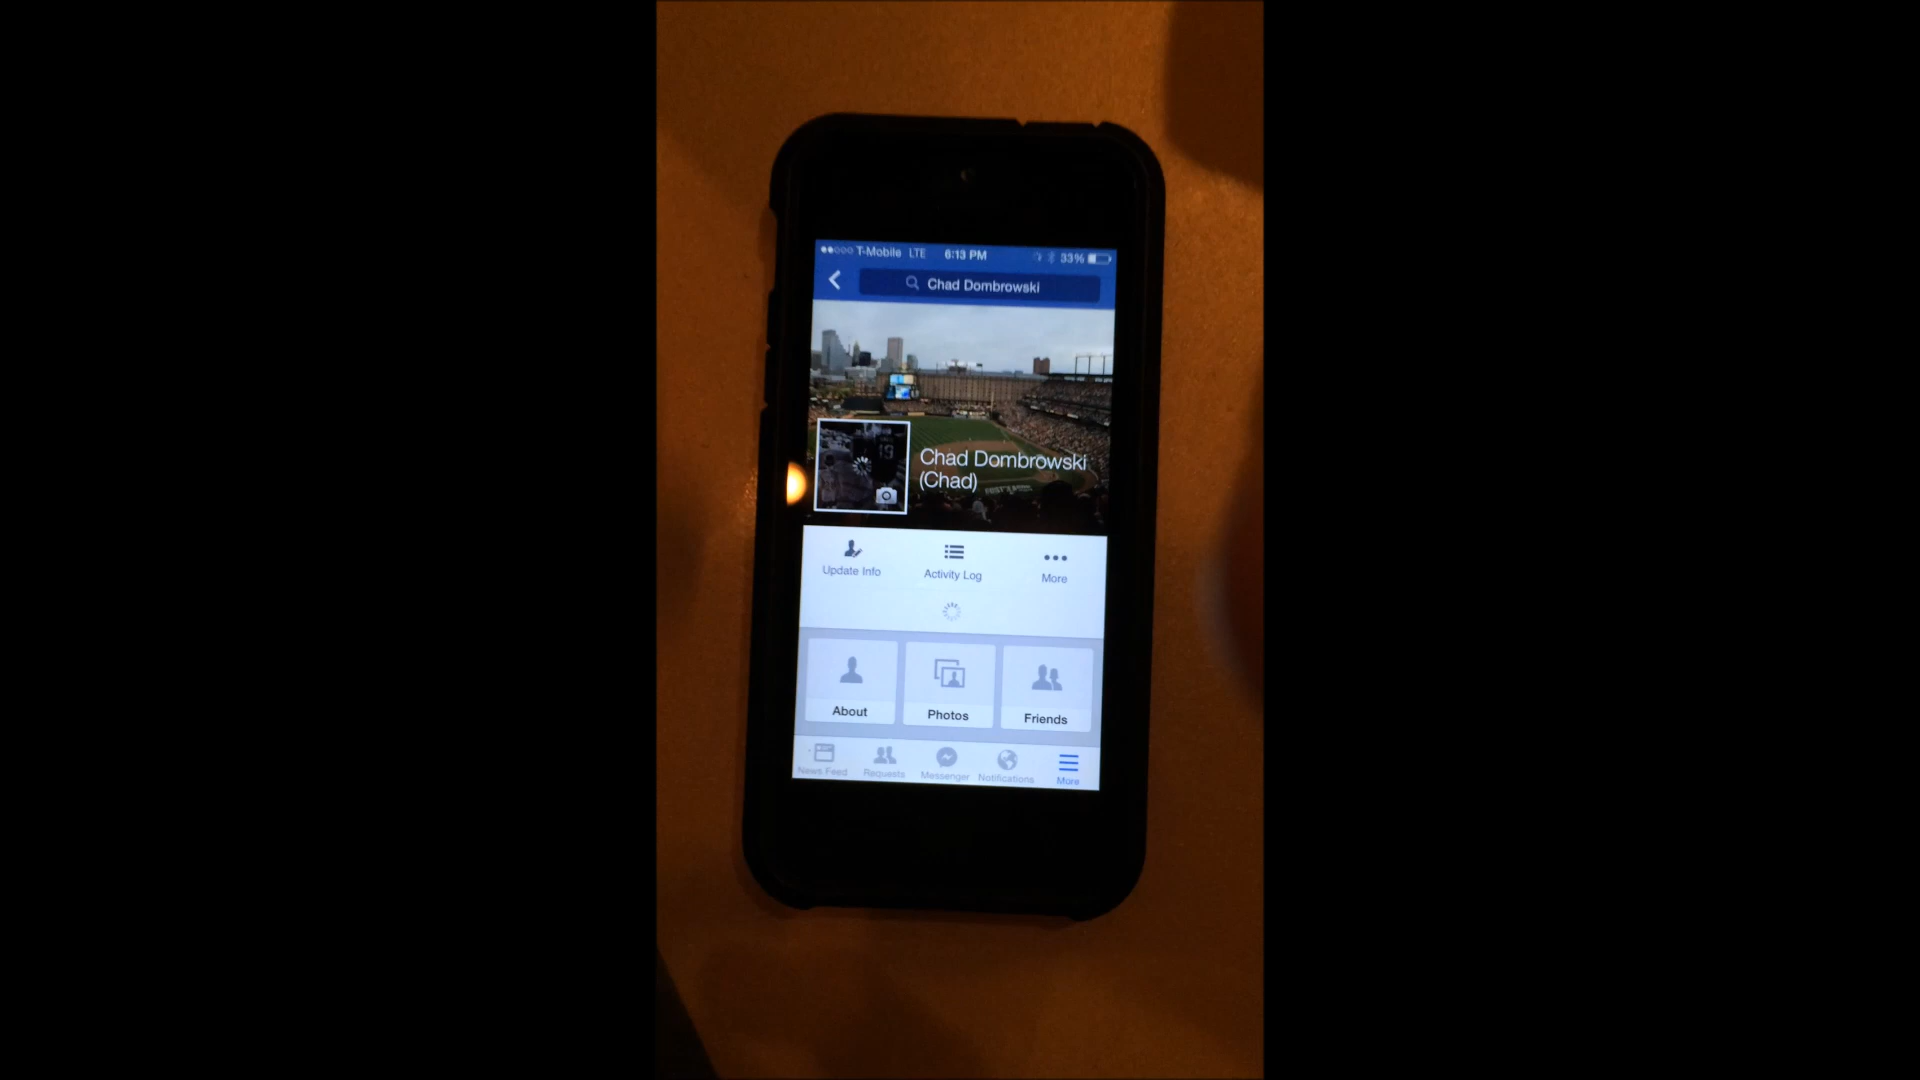 T-Mobile LTE 6:13 PM 33%
Chad Dombrowski
19
Chad Dombrowski
(Chad)
Update Info
Activity Log
More
About
Photos
Friends
News Feed
Requests
Messenger
Notifications
More